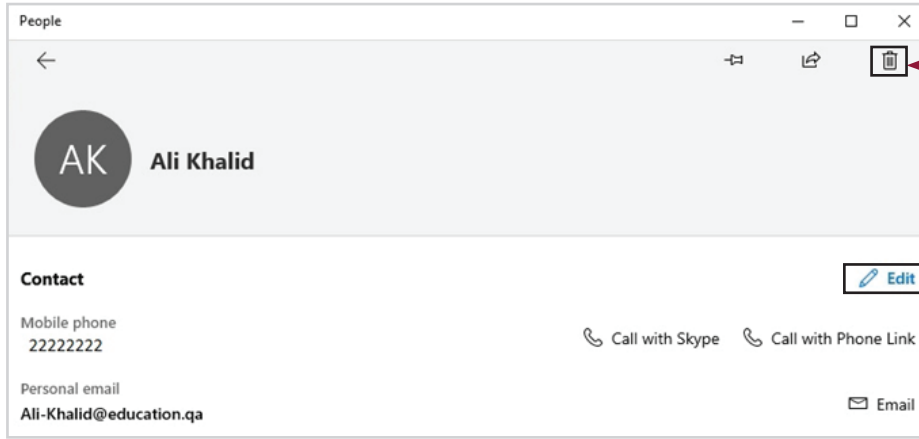 People
AK
Ali Khalid
Contact
Edit
Mobile phone
22222222
Call with Skype
Call with Phone Link
Personal email
Ali-Khalid@education.qa
Email